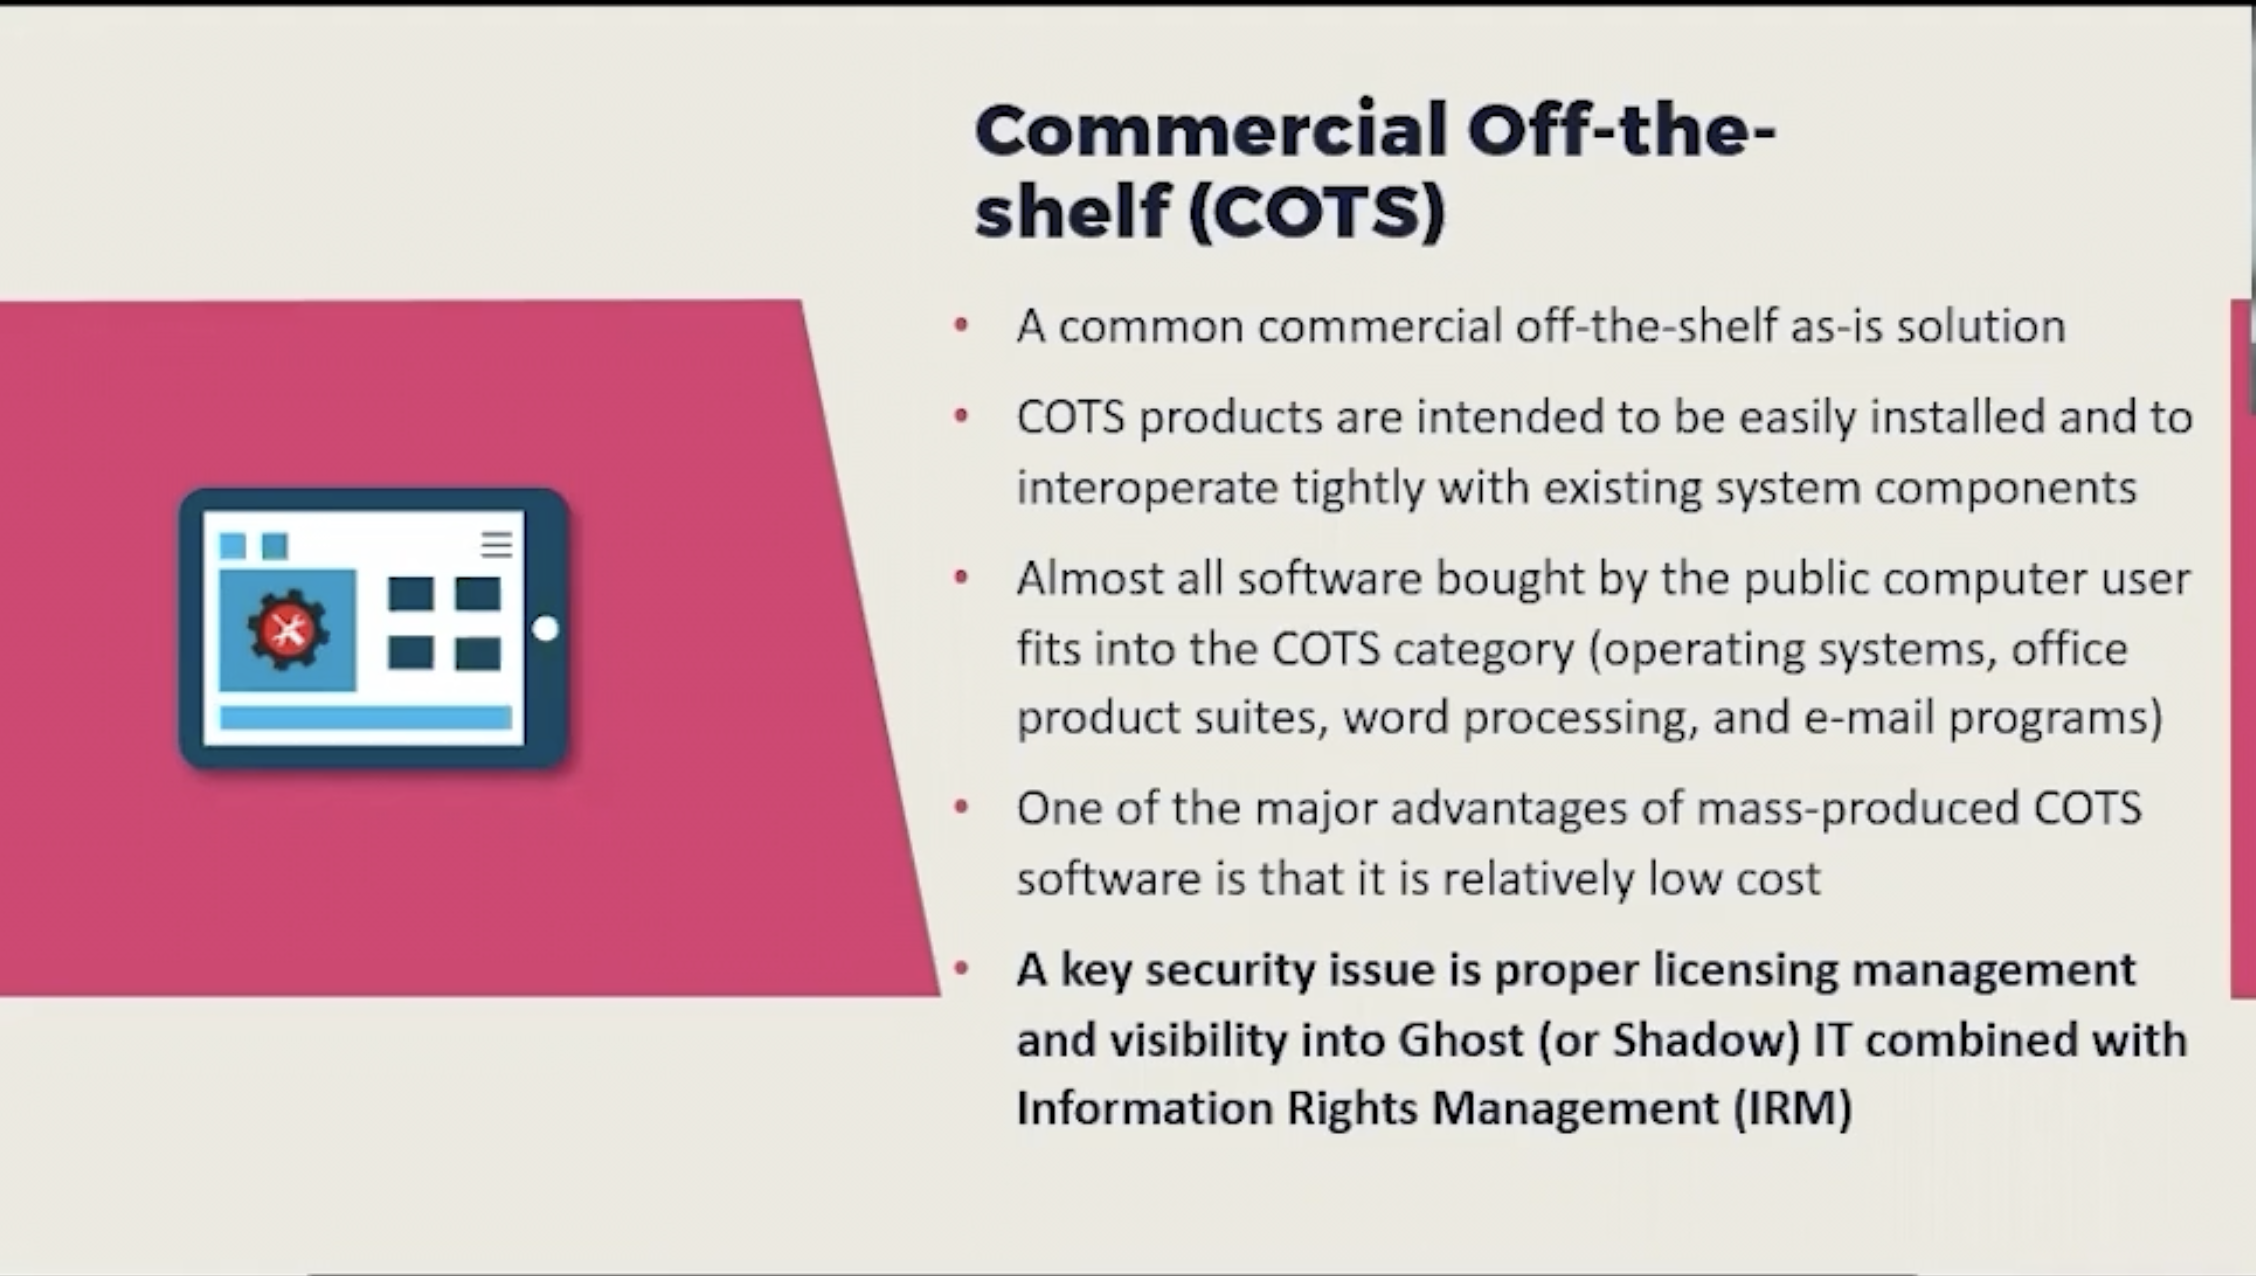 Commercial Off-the-
shelf (COTS)
• A common commercial off-the-shelf as-is solution
• COTS products are intended to be easily installed and to
interoperate tightly with existing system components
• Almost all software bought by the public computer user
fits into the COTS category (operating systems, office
product suites, word processing, and e-mail programs)
• One of the major advantages of mass-produced COTS
software is that it is relatively low cost
• A key security issue is proper licensing management
and visibility into Ghost (or Shadow) IT combined with
Information Rights Management (IRM)